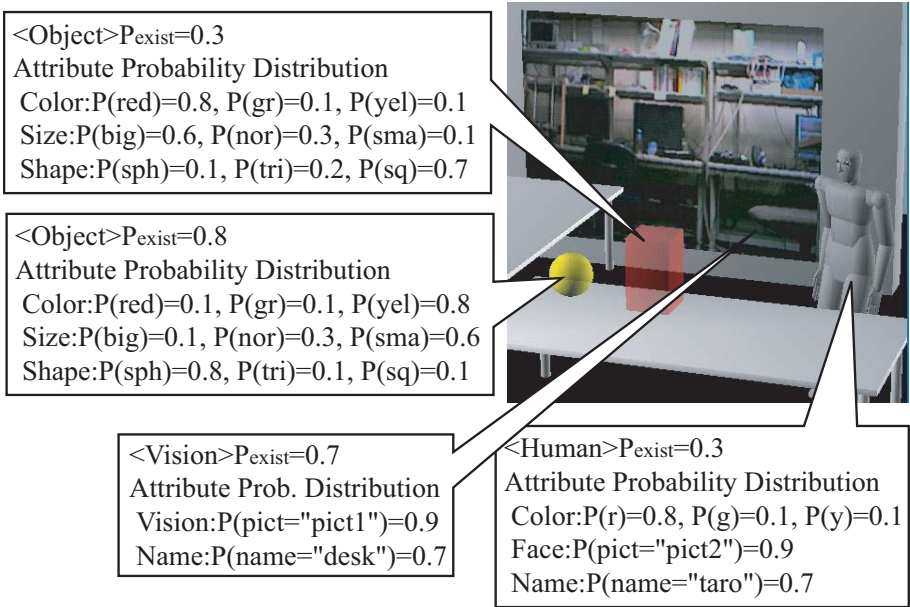 <Object>Pexist=0.3
Attribute Probability Distribution
Color:P(red)=0.8, P(gr)=0.1, P(yel)=0.1
Size:P(big)=0.6, P(nor)=0.3, P(sma)=0.1
Shape:P(sph)=0.1, P(tri)=0.2, P(sq)=0.7
<Object>Pexist=0.8
Attribute Probability Distribution
Color:P(red)=0.1, P(gr)=0.1, P(yel)=0.8
Size:P(big)=0.1, P(nor)=0.3, P(sma)=0.6
Shape:P(sph)=0.8, P(tri)=0.1, P(sq)=0.1
<Vision>Pexist=0.7
Attribute Prob. Distribution
Vision:P(pict="pict1")=0.9
Name:P(name="desk")=0.7
<Human>Pexist=0.3
Attribute Probability Distribution
Color:P(r)=0.8, P(g)=0.1, P(y)=0.1
Face:P(pict="pict2")=0.9
Name:P(name="taro")=0.7